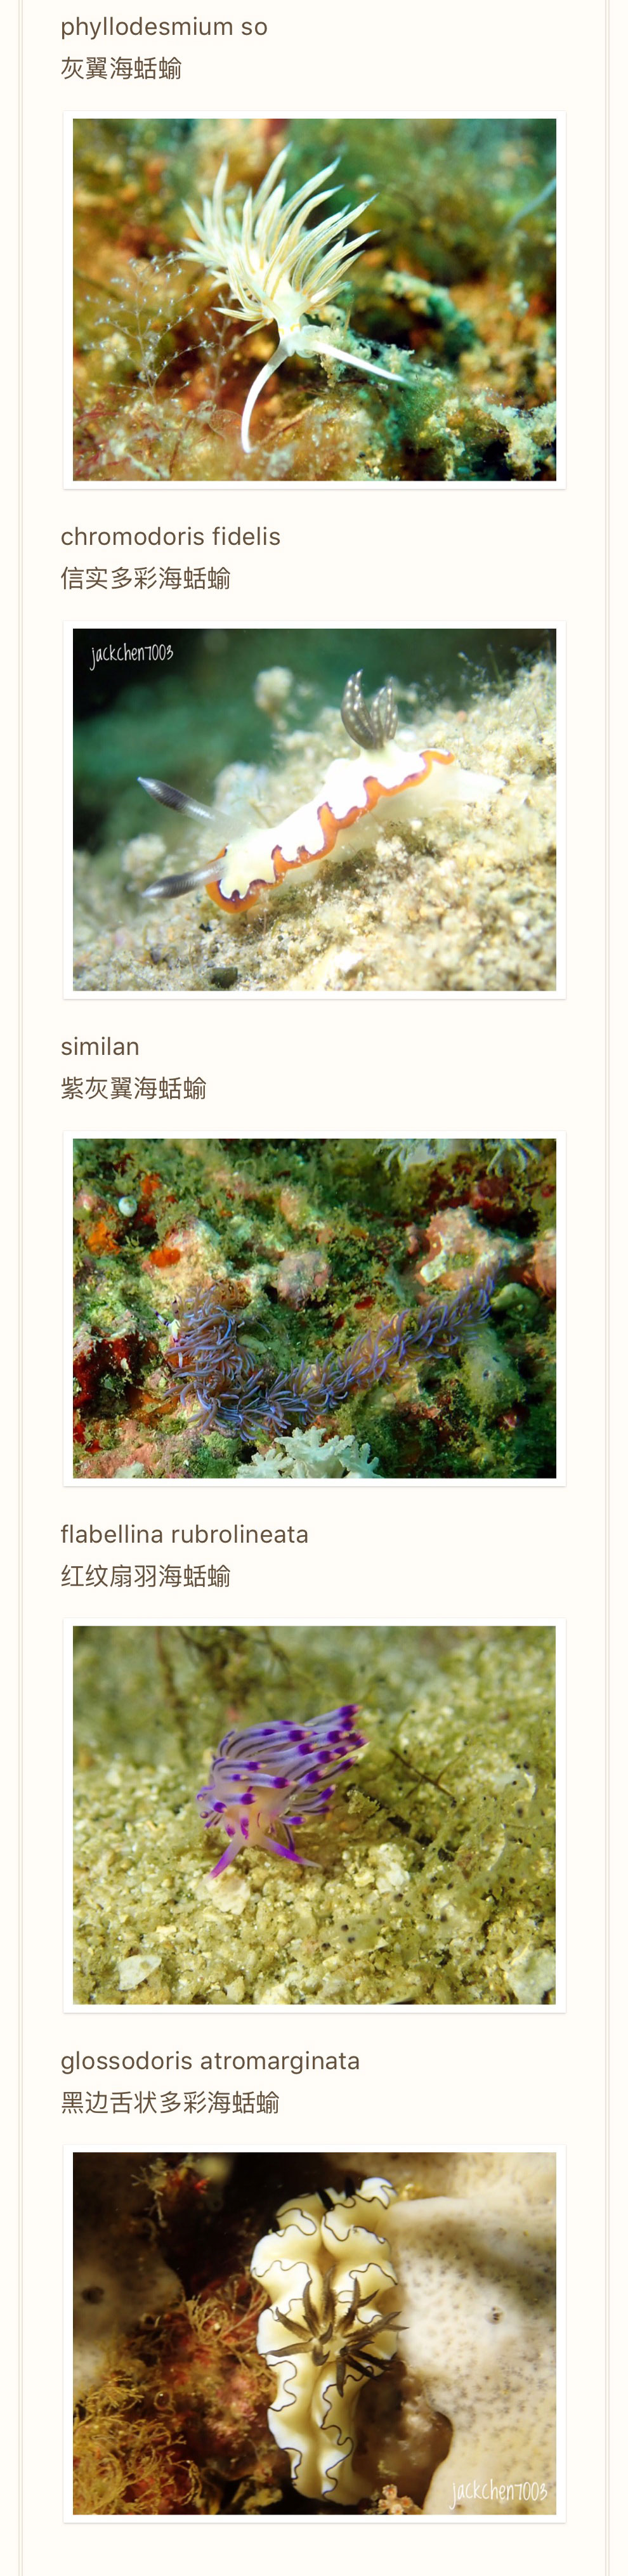 phyllodesmium so
灰翼海蛞蝓
chromodoris fidelis
信实多彩海蛞蝓
jackchen7003
similan
紫灰翼海蛞蝓
flabellina rubrolineata
红纹扇羽海蛞蝓
glossodoris atromarginata
黑边舌状多彩海蛞蝓
jackchen7003